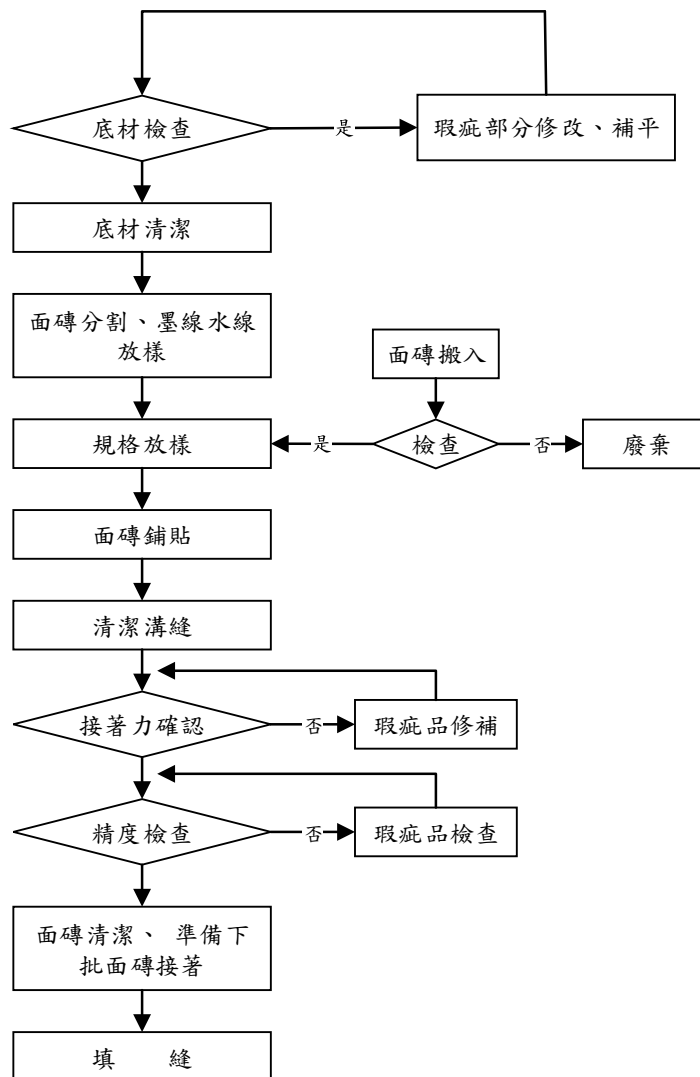 底材檢查
是
瑕疵部分修改、補平
底材清潔
面磚分割、墨線水線
放樣
面磚搬入
規格放樣
是
檢查
否
廢棄
面磚鋪貼
清潔溝縫
接著力確認
否
瑕疵品修補
精度檢查
否
瑕疵品檢查
面磚清潔、 準備下
批面磚接著
填 縫